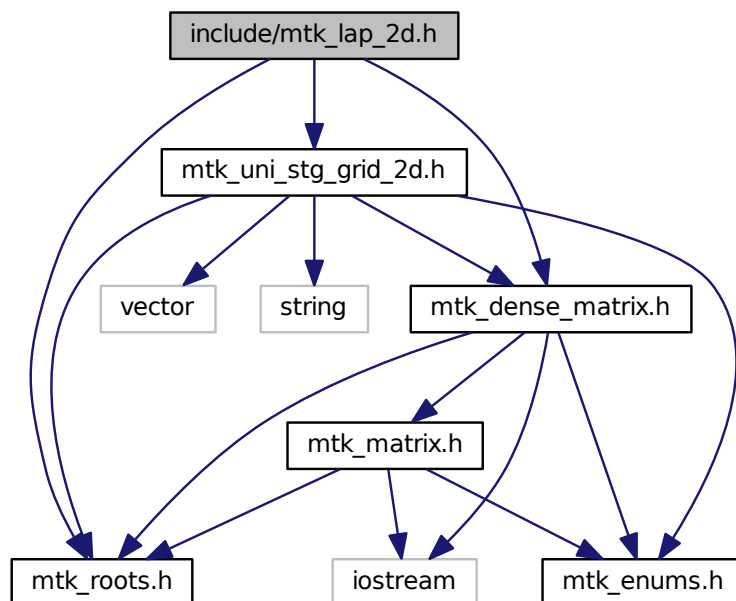 include/mtk_lap_2d.h
mtk_uni_stg_grid_2d.h
vector
string
mtk_dense_matrix.h
mtk_matrix.h
mtk_roots.h
iostream
mtk_enums.h